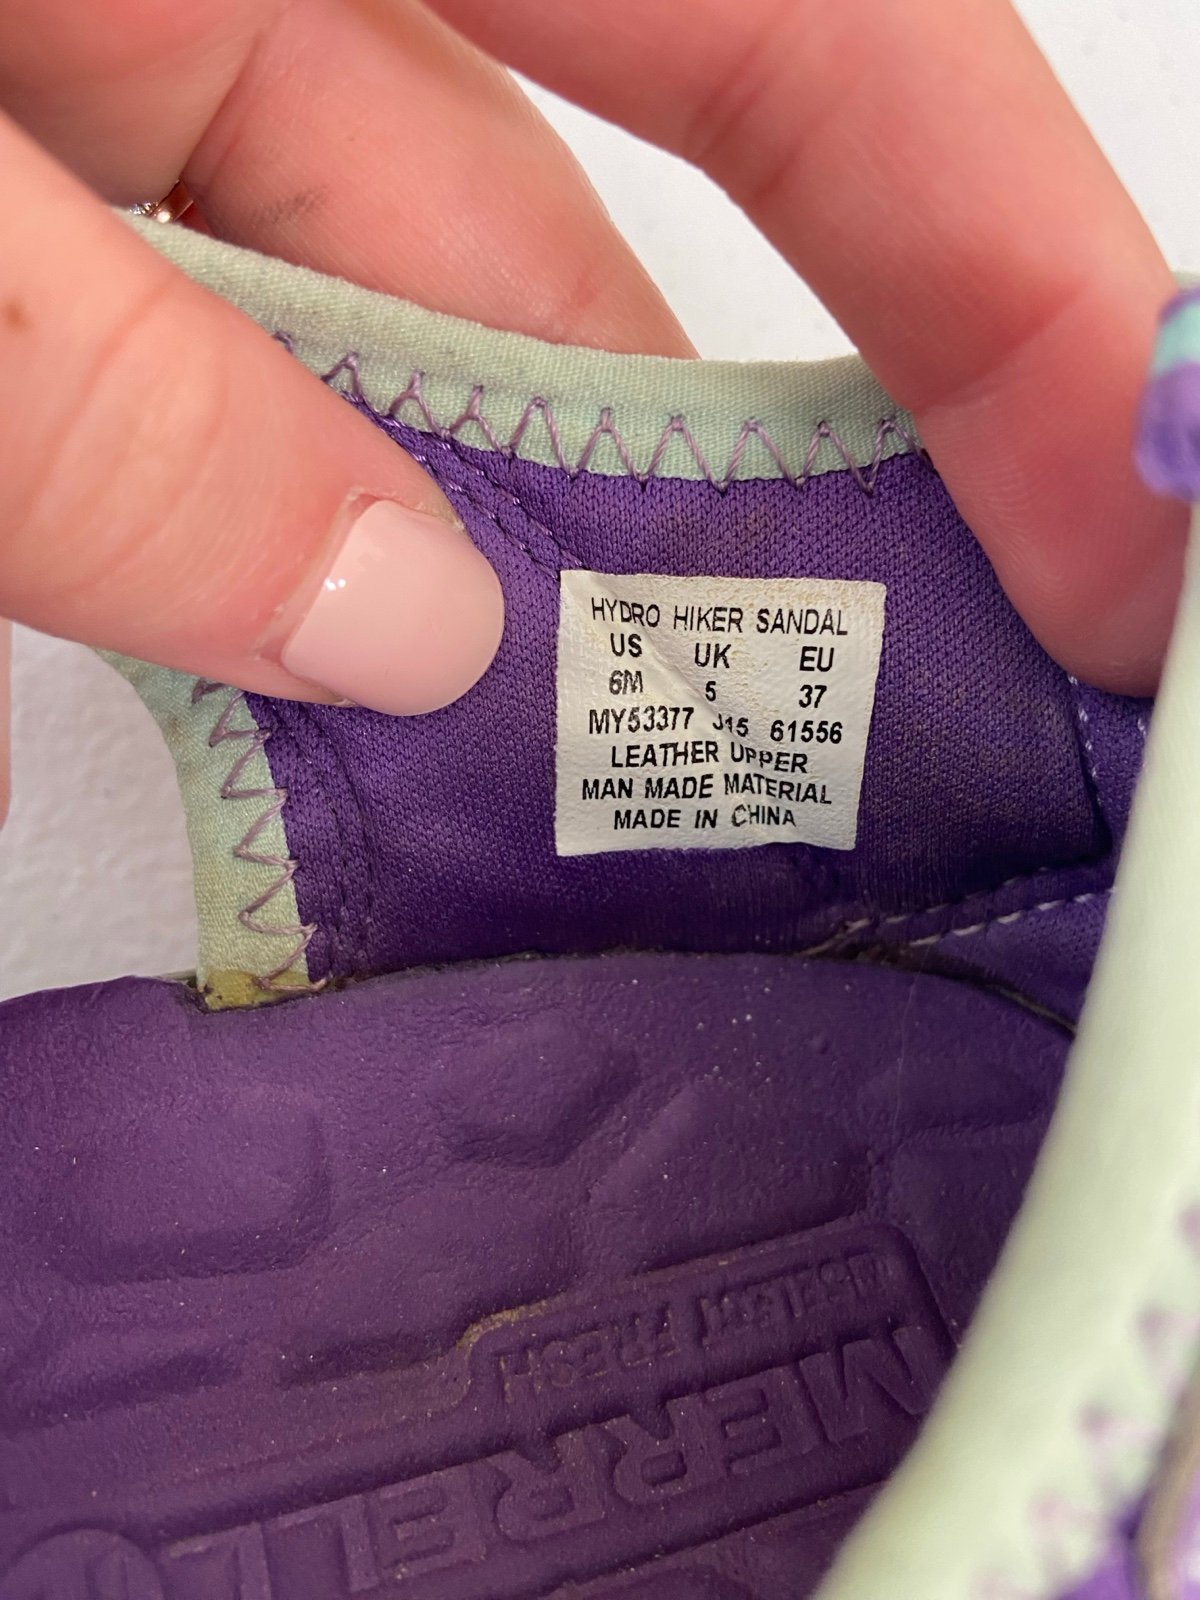 HYDRO HIKER SANDAL
US UK EU
6M 5 37
MY53377 J15 61556
LEATHER UPPER
MAN MADE MATERIAL
MADE IN CHINA
FRESH
MERRELL